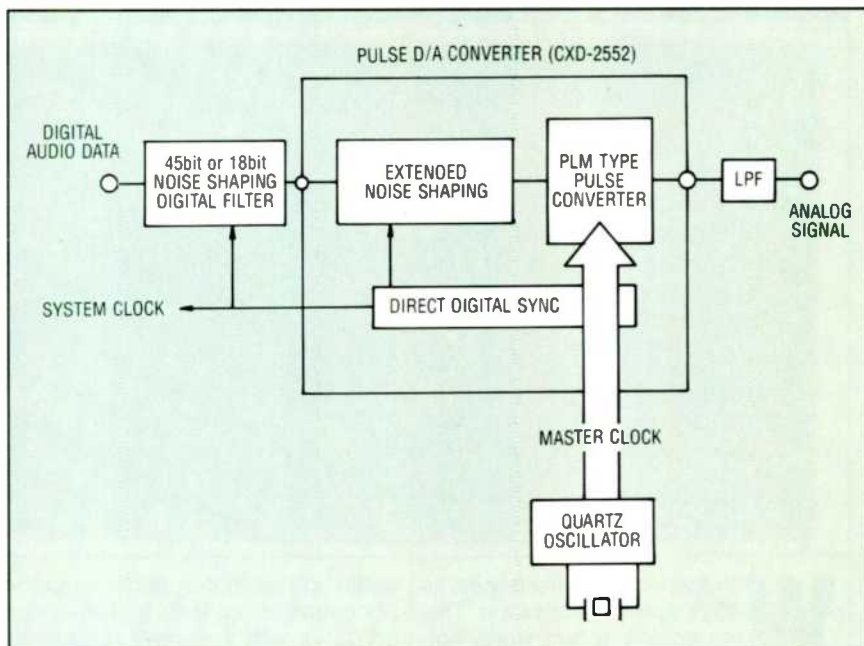 PULSE D/A CONVERTER (CXD-2552)
DIGITAL
AUDIO DATA
45bit or 18bit
NOISE SHAPING
DIGITAL FILTER
EXTENDED
NOISE SHAPING
PLM TYPE
PULSE
CONVERTER
LPF
ANALOG
SIGNAL
SYSTEM CLOCK
DIRECT DIGITAL SYNC
MASTER CLOCK
QUARTZ
OSCILLATOR